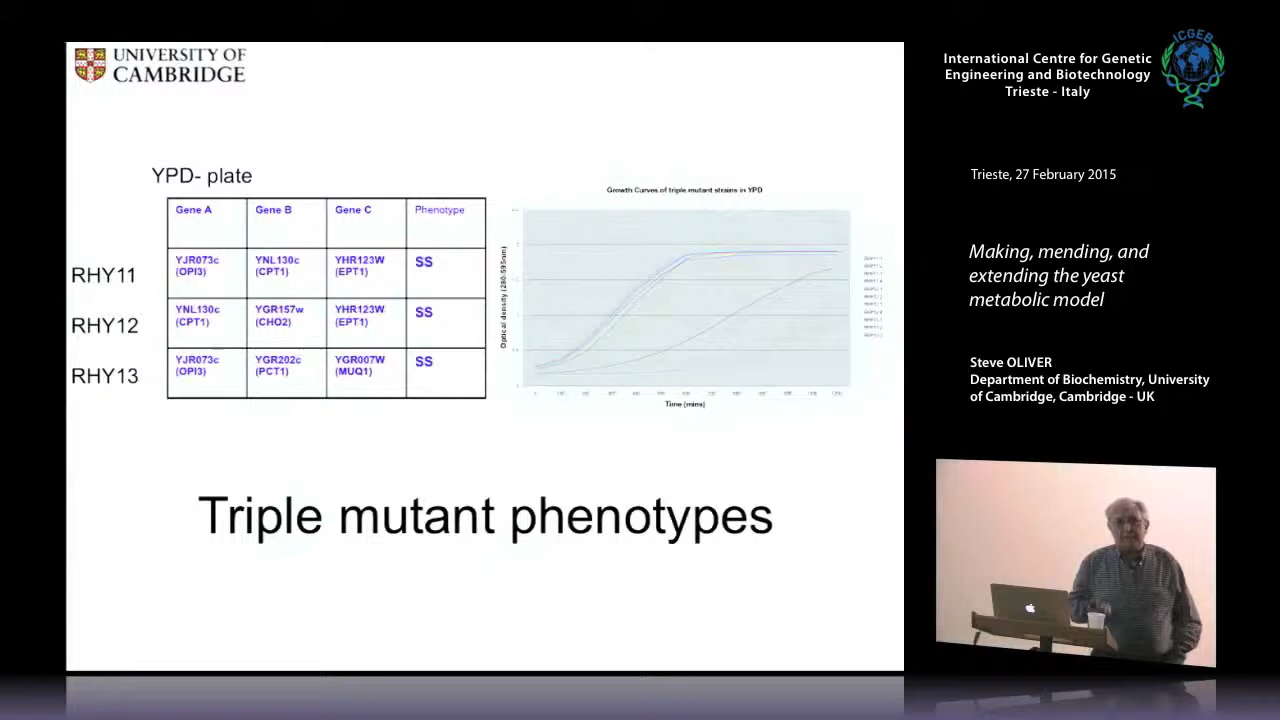 UNIVERSITY OF
CAMBRIDGE
YPD- plate
Gene A Gene B Gene C Phenotype
RHY11 YJR073c (OPI3) YNL130c (CPT1) YHR123W (EPT1) SS
RHY12 YNL130c (CPT1) YGR157w (CHO2) YHR123W (EPT1) SS
RHY13 YJR073c (OPI3) YGR202c (PCT1) YGR007W (MUQ1) SS
Growth Curves of triple mutant strains in YPD
Optical density (280-595nm)
Time (mins)
Triple mutant phenotypes
International Centre for Genetic
Engineering and Biotechnology
Trieste - Italy
ICGEB
Trieste, 27 February 2015
Making, mending, and
extending the yeast
metabolic model
Steve OLIVER
Department of Biochemistry, University
of Cambridge, Cambridge - UK